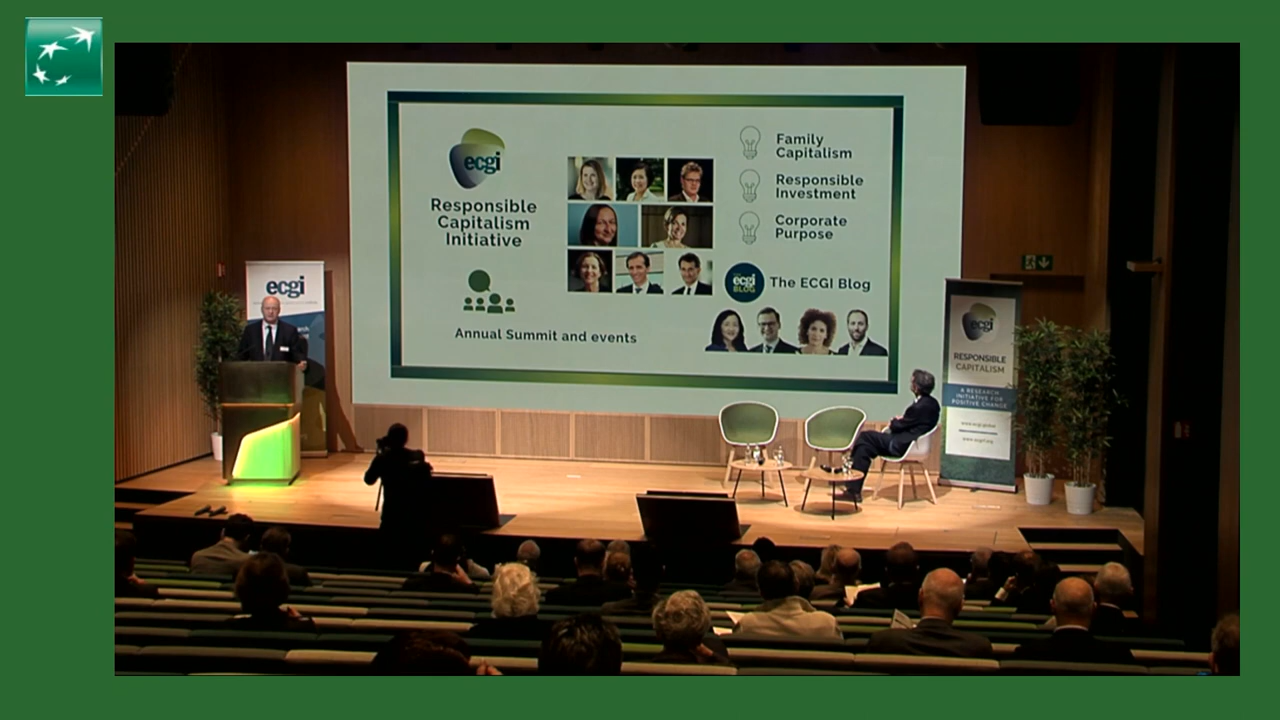 ecgi
Responsible
Capitalism
Initiative
Annual Summit and events
Family
Capitalism
Responsible
Investment
Corporate
Purpose
ecgi
BLOG
The ECGI Blog
ecgi
ecgi
RESPONSIBLE
CAPITALISM
A RESEARCH
INITIATIVE FOR
POSITIVE CHANGE